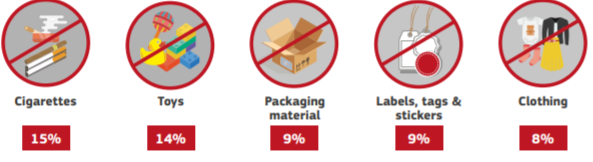 Cigarettes
Toys
Packaging
material
Labels, tags &
stickers
Clothing
15%
14%
9%
9%
8%